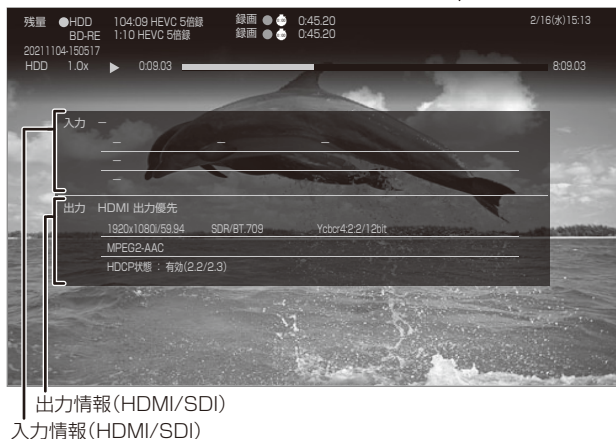 残量 ●HDD 104:09 HEVC 5倍録 録画 ● 0:45.20 2/16(水)15:13
BD-RE 1:10 HEVC 5倍録 録画 ● 0:45.20
20211104-150517
HDD 1.0x ▶ 0:09.03 8:09.03
入力 －
－ － －
－
－
出力 HDMI 出力優先
1920x1080i/59.94 SDR/BT.709 Ycbcr4:2:2/12bit
MPEG2-AAC
HDCP状態 : 有効(2.2/2.3)
出力情報(HDMI/SDI)
入力情報(HDMI/SDI)